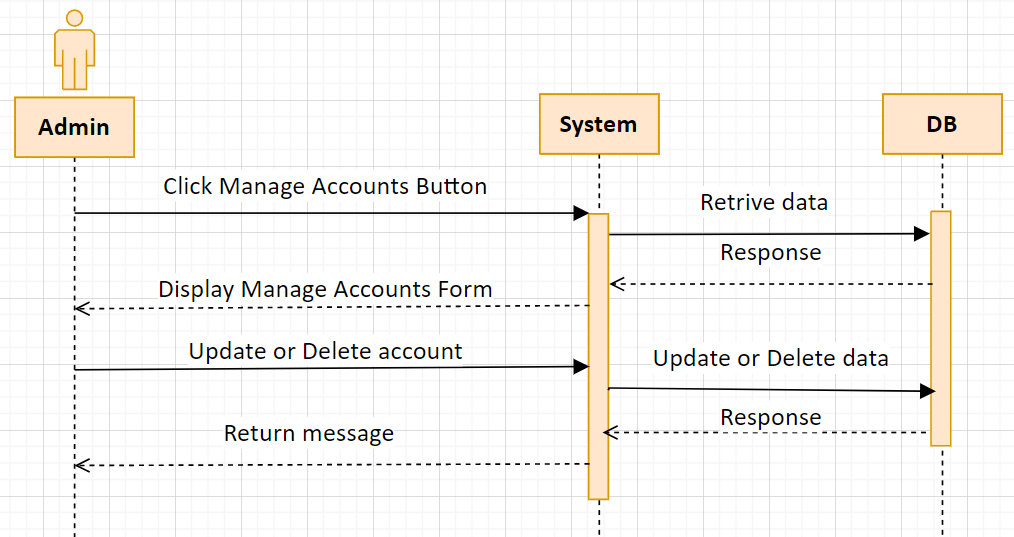 Admin
System
DB
Click Manage Accounts Button
Retrive data
Response
Display Manage Accounts Form
Update or Delete account
Update or Delete data
Response
Return message